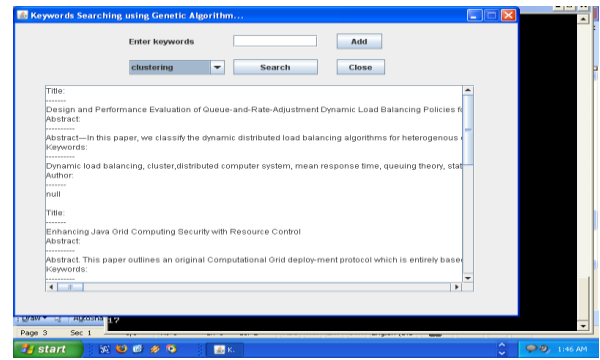 Keywords Searching using Genetic Algorithm...
Enter keywords
Add
clustering
Search
Close
Title:
-------
Design and Performance Evaluation of Queue-and-Rate-Adjustment Dynamic Load Balancing Policies fo
Abstract:
----------
Abstract—In this paper, we classify the dynamic distributed load balancing algorithms for heterogenous
Keywords:
----------
Dynamic load balancing, cluster,distributed computer system, mean response time, queuing theory, stat
Author:
-------
null
Title:
-------
Enhancing Java Grid Computing Security with Resource Control
Abstract:
----------
Abstract. This paper outlines an original Computational Grid deploy-ment protocol which is entirely base
Keywords:
----------
Draw
AutoSha
17
Page 3 Sec 1
start
K.
1:46 AM